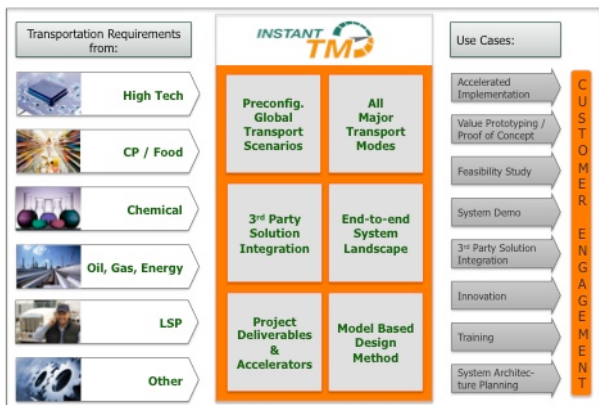 Transportation Requirements
from:
High Tech
CP / Food
Chemical
Oil, Gas, Energy
LSP
Other
INSTANT
TM
Preconfig.
Global
Transport
Scenarios
All
Major
Transport
Modes
3rd Party
Solution
Integration
End-to-end
System
Landscape
Project
Deliverables
&
Accelerators
Model Based
Design
Method
Use Cases:
Accelerated
Implementation
Value Prototyping /
Proof of Concept
Feasibility Study
System Demo
3rd Party Solution
Integration
Innovation
Training
System Architec-
ture Planning
CUSTOMER ENGAGEMENT